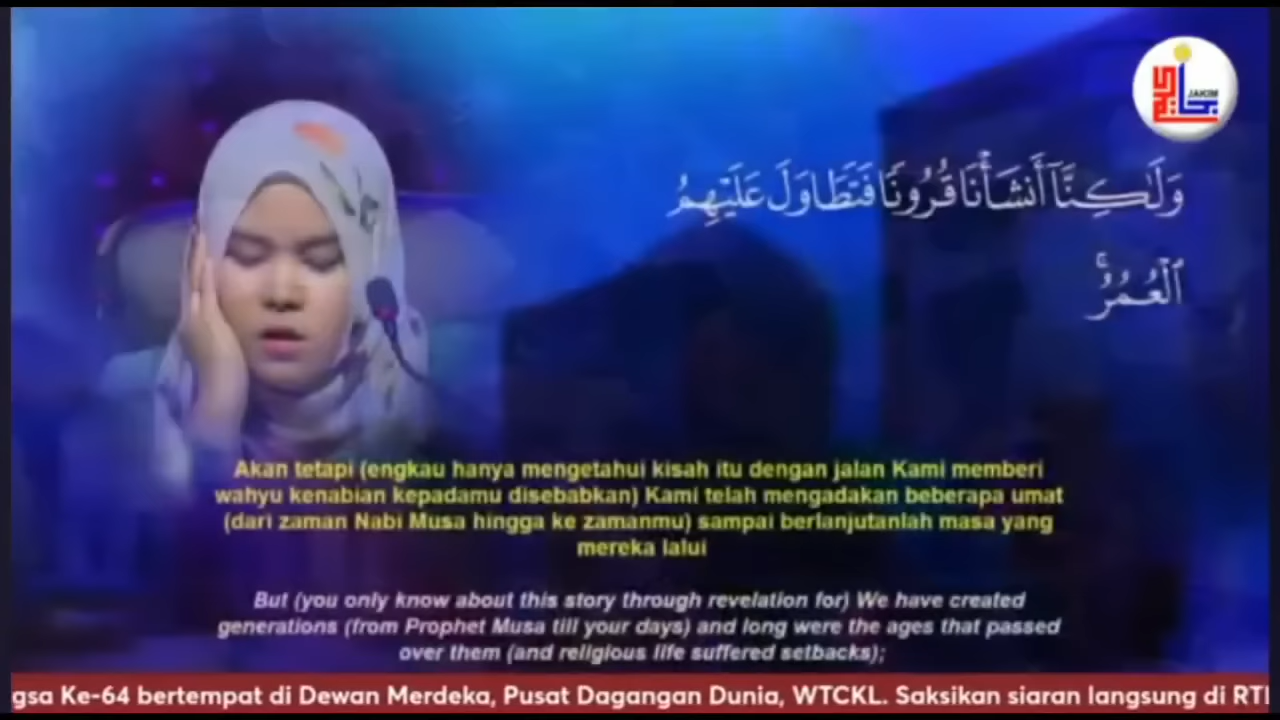 JAKIM
وَلَـٰكِنَّآ أَنشَأْنَا قُرُونًا فَتَطَاوَلَ عَلَيْهِمُ
ٱلْعُمُرُ ۚ
Akan tetapi (engkau hanya mengetahui kisah itu dengan jalan Kami memberi
wahyu kenabian kepadamu disebabkan) Kami telah mengadakan beberapa umat
(dari zaman Nabi Musa hingga ke zamanmu) sampai berlanjutanlah masa yang
mereka lalui
But (you only know about this story through revelation for) We have created
generations (from Prophet Musa till your days) and long were the ages that passed
over them (and religious life suffered setbacks);
gsa Ke-64 bertempat di Dewan Merdeka, Pusat Dagangan Dunia, WTCKL. Saksikan siaran langsung di RT